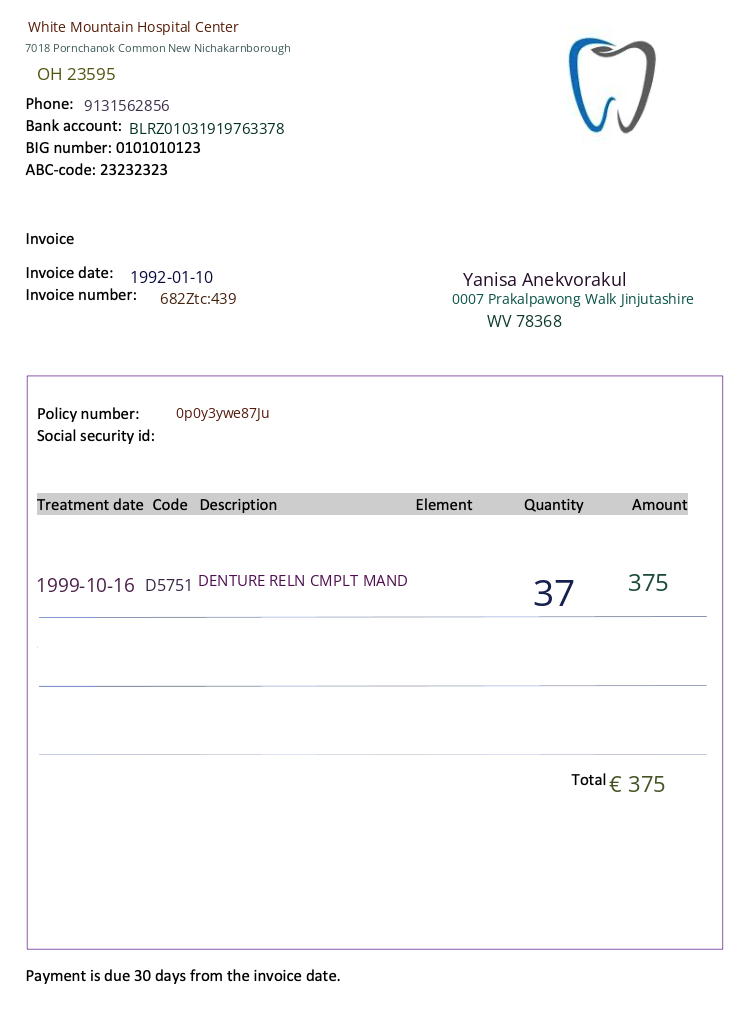 White Mountain Hospital Center
7018 Pornchanok Common New Nichakarnborough
OH 23595
Phone: 9131562856
Bank account: BLRZ01031919763378
BIG number: 0101010123
ABC-code: 23232323
Invoice
Invoice date: 1992-01-10
Invoice number: 682Ztc:439
Yanisa Anekvorakul
0007 Prakalpawong Walk Jinjutashire
WV 78368
Policy number: 0p0y3ywe87Ju
Social security id:
Treatment date Code Description Element Quantity Amount
1999-10-16 D5751 DENTURE RELN CMPLT MAND 37 375
Total € 375
Payment is due 30 days from the invoice date.